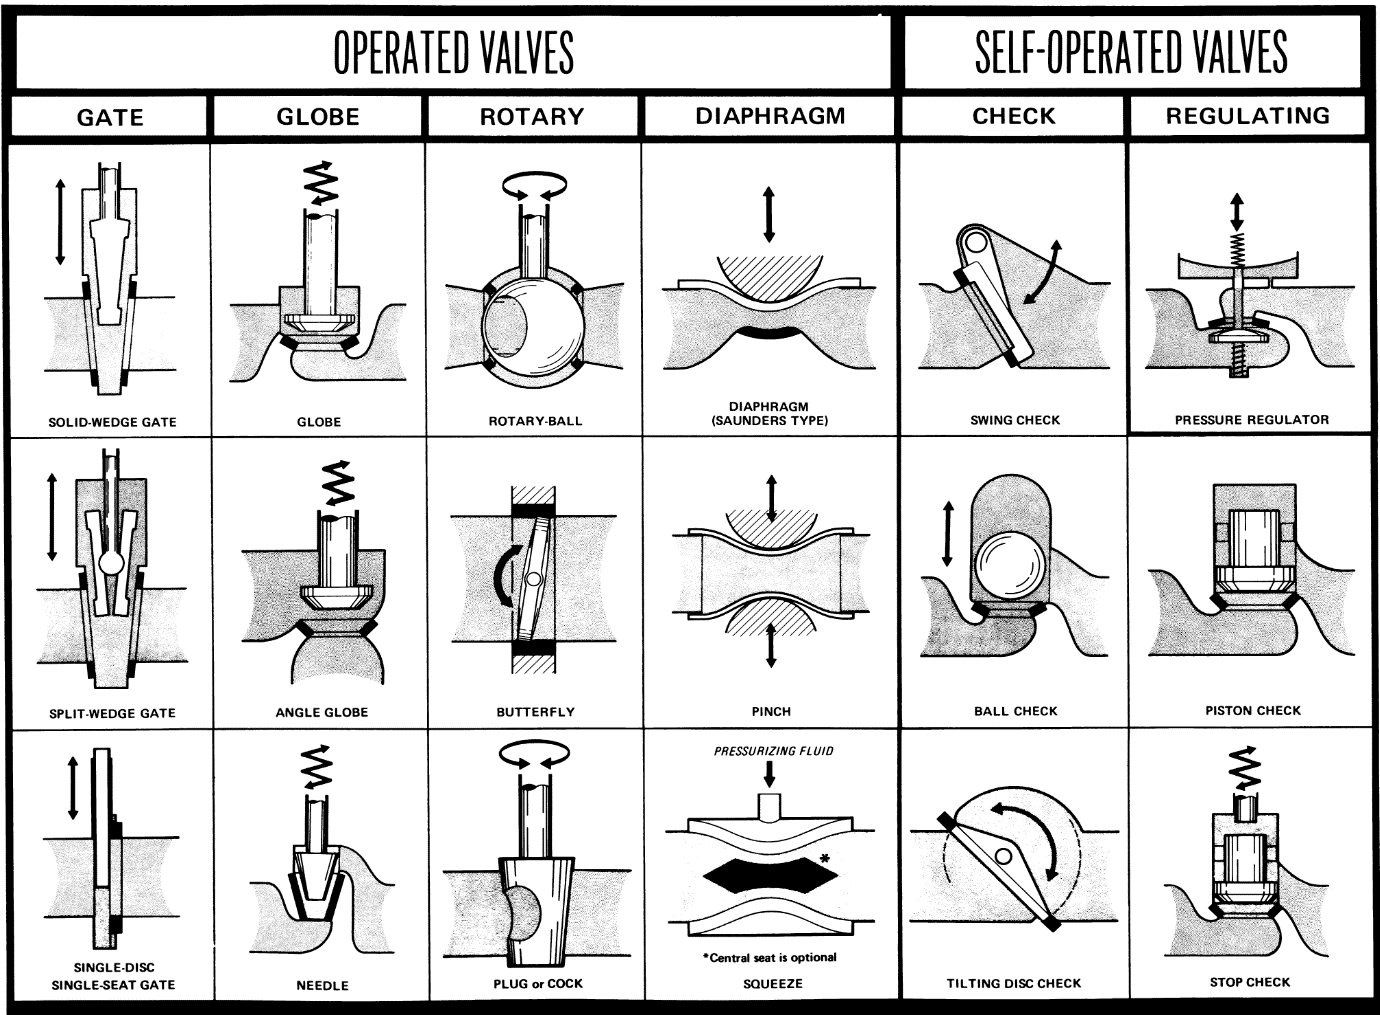 OPERATED VALVES
SELF-OPERATED VALVES
GATE
GLOBE
ROTARY
DIAPHRAGM
CHECK
REGULATING
SOLID-WEDGE GATE
GLOBE
ROTARY-BALL
DIAPHRAGM
(SAUNDERS TYPE)
SWING CHECK
PRESSURE REGULATOR
SPLIT-WEDGE GATE
ANGLE GLOBE
BUTTERFLY
PINCH
BALL CHECK
PISTON CHECK
PRESSURIZING FLUID
*
*Central seat is optional
SINGLE-DISC
SINGLE-SEAT GATE
NEEDLE
PLUG or COCK
SQUEEZE
TILTING DISC CHECK
STOP CHECK